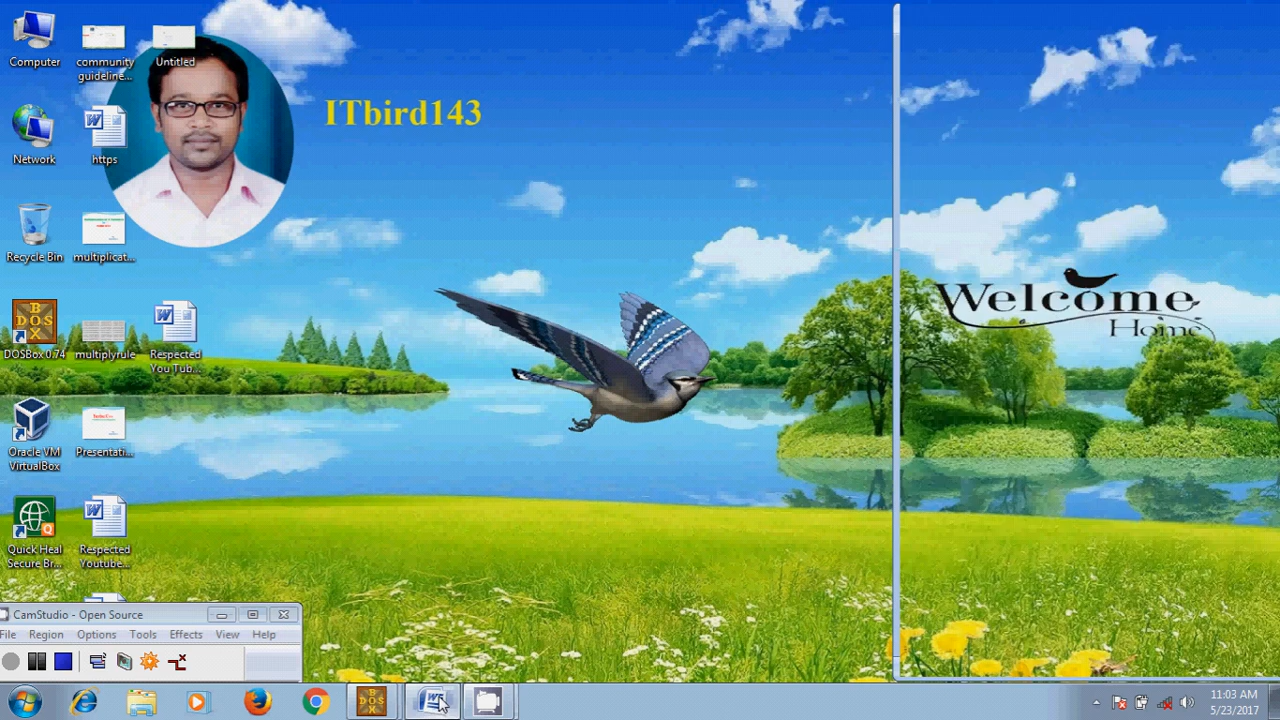 Computer
community
guideline...
Untitled
ITbird143
Network
https
Recycle Bin
multiplicat...
Welcome
Home
DOSBox 0.74
multiplyrule
Respected
You Tub...
Oracle VM
VirtualBox
Presentati...
Quick Heal
Secure Br...
Respected
Youtube...
CamStudio - Open Source
File Region Options Tools Effects View Help
11:03 AM
5/23/2017